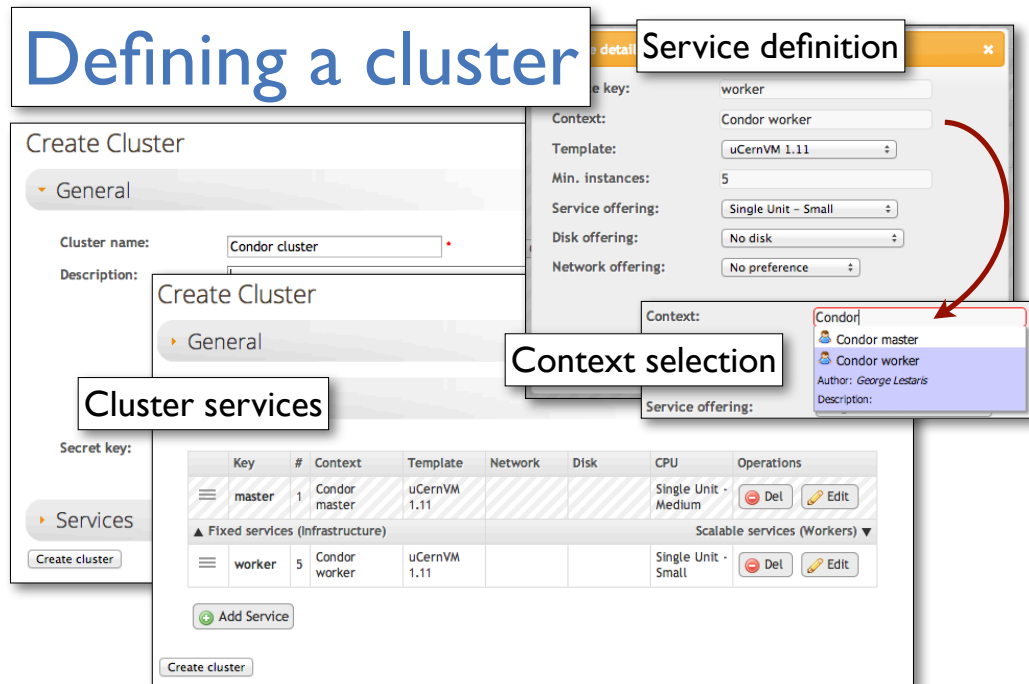 Defining a cluster
Service definition
detail
key:
worker
Context:
Condor worker
Template:
uCernVM 1.11
Min. instances:
5
Service offering:
Single Unit - Small
Disk offering:
No disk
Network offering:
No preference
Context selection
Context:
Condor
Condor master
Condor worker
Author: George Lestaris
Description:
Service offering:
Create Cluster
General
Cluster name:
Condor cluster
*
Description:
Secret key:
Services
Create cluster
Create Cluster
General
Cluster services
Key # Context Template Network Disk CPU Operations
master 1 Condor master uCernVM 1.11 Single Unit - Medium Del Edit
▲ Fixed services (Infrastructure) Scalable services (Workers) ▼
worker 5 Condor worker uCernVM 1.11 Single Unit - Small Del Edit
Add Service
Create cluster